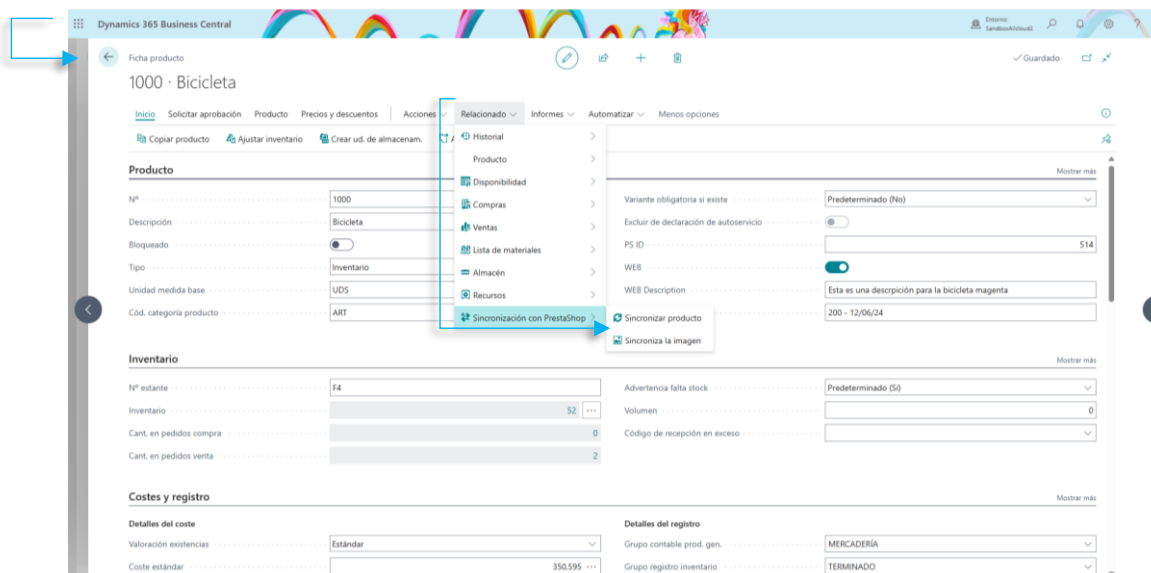 Dynamics 365 Business Central
Entorno:
SandboxAitcloud2
Ficha producto
Guardado
1000 · Bicicleta
Inicio Solicitar aprobación Producto Precios y descuentos Acciones Relacionado Informes Automatizar Menos opciones
Copiar producto Ajustar inventario Crear ud. de almacenam.
Historial
Producto
Disponibilidad
Compras
Ventas
Lista de materiales
Almacén
Recursos
Sincronización con PrestaShop
Sincronizar producto
Sincroniza la imagen
Producto Mostrar más
Nº 1000
Descripción Bicicleta
Bloqueado
Tipo Inventario
Unidad medida base UDS
Cód. categoría producto ART
Variante obligatoria si existe Predeterminado (No)
Excluir de declaración de autoservicio
PS ID 514
WEB
WEB Description Esta es una descrpición para la bicicleta magenta
200 - 12/06/24
Inventario Mostrar más
Nº estante F4
Inventario 52
Cant. en pedidos compra 0
Cant. en pedidos venta 2
Advertencia falta stock Predeterminado (Sí)
Volumen 0
Código de recepción en exceso
Costes y registro Mostrar más
Detalles del coste
Valoración existencias Estándar
Coste estándar 350,595
Detalles del registro
Grupo contable prod. gen. MERCADERÍA
Grupo registro inventario TERMINADO